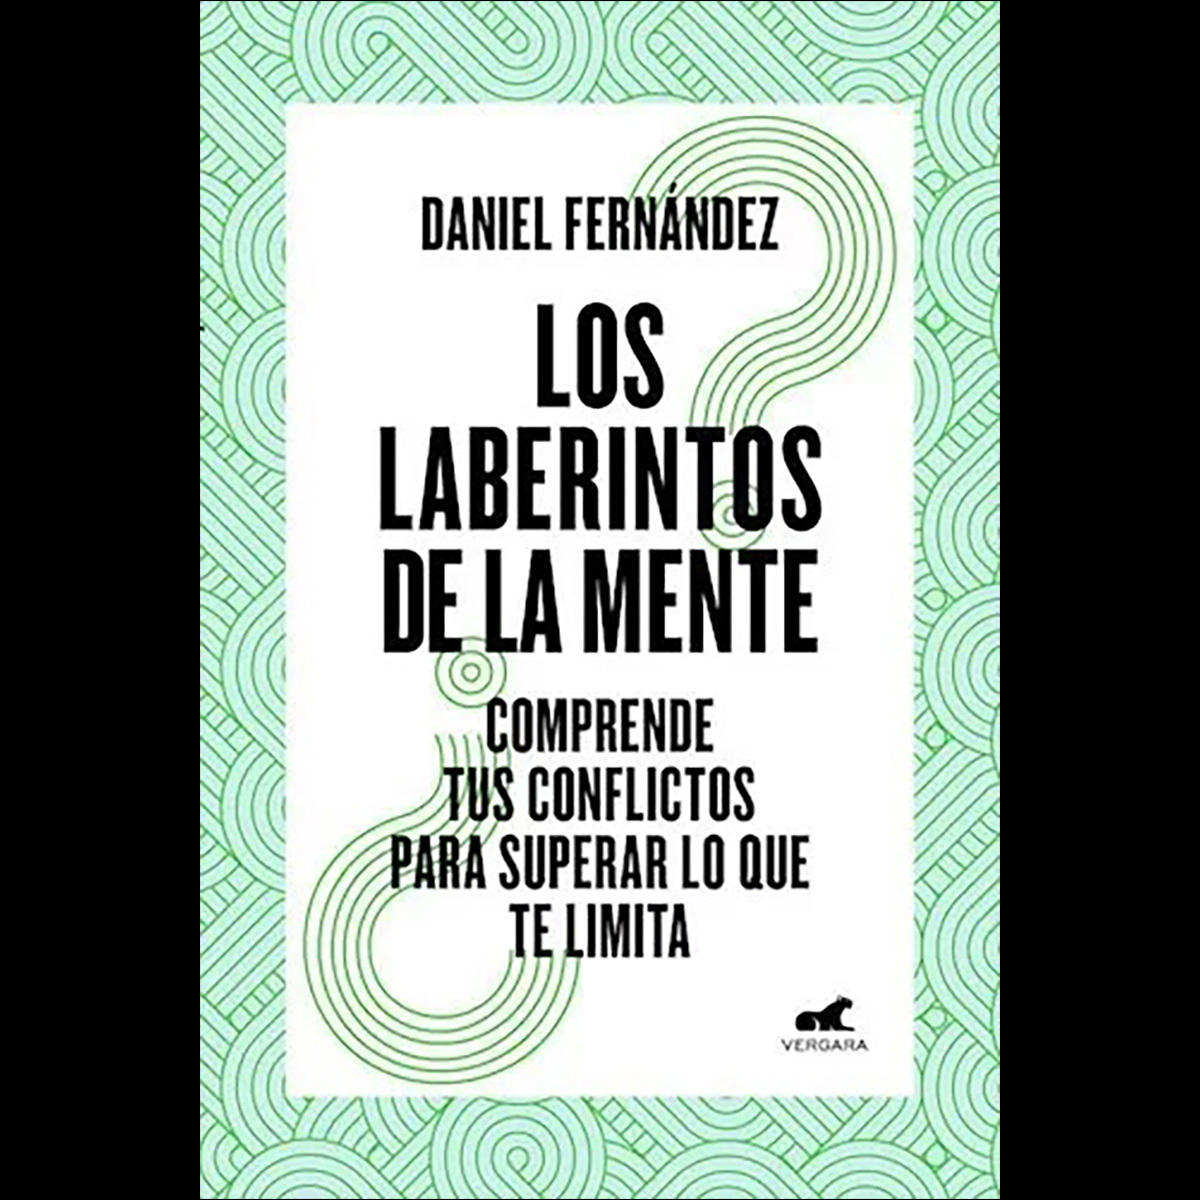 DANIEL FERNÁNDEZ
LOS
LABERINTOS
DE LA MENTE
COMPRENDE
TUS CONFLICTOS
PARA SUPERAR LO QUE
TE LIMITA
VERGARA